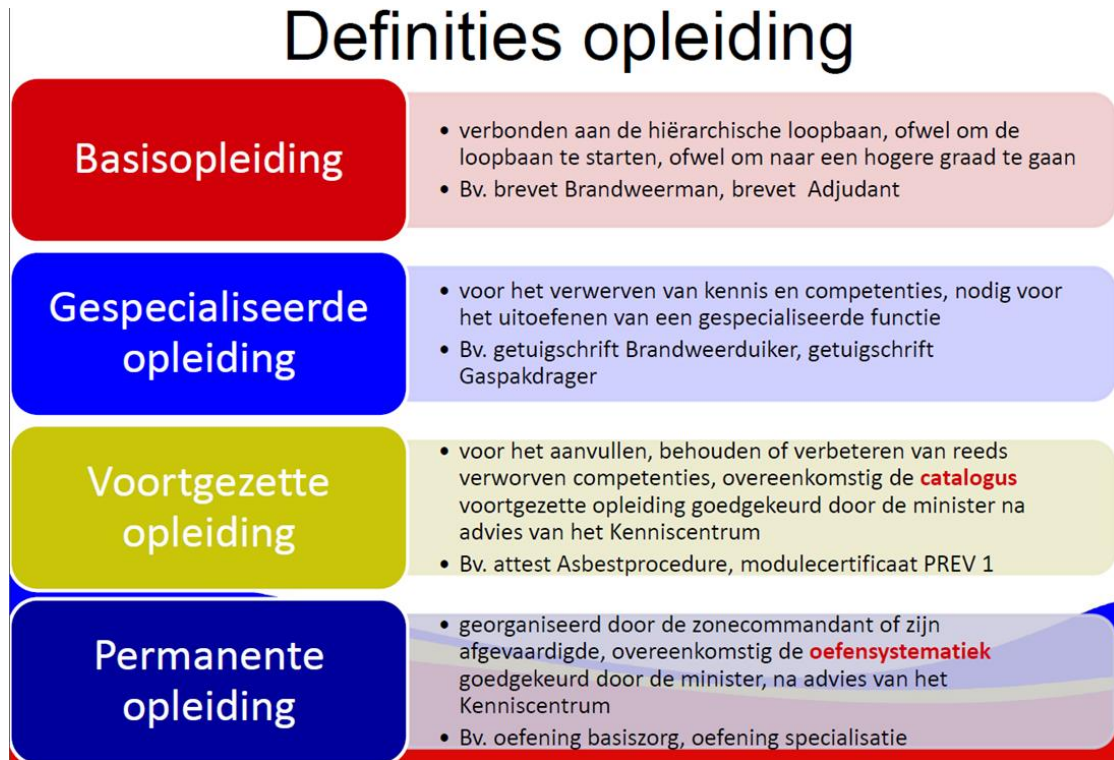 Definities opleiding
Basisopleiding
• verbonden aan de hiërarchische loopbaan, ofwel om de
loopbaan te starten, ofwel om naar een hogere graad te gaan
• Bv. brevet Brandweerman, brevet Adjudant
Gespecialiseerde
opleiding
• voor het verwerven van kennis en competenties, nodig voor
het uitoefenen van een gespecialiseerde functie
• Bv. getuigschrift Brandweerduiker, getuigschrift
Gaspakdrager
Voortgezette
opleiding
• voor het aanvullen, behouden of verbeteren van reeds
verworven competenties, overeenkomstig de catalogus
voortgezette opleiding goedgekeurd door de minister na
advies van het Kenniscentrum
• Bv. attest Asbestprocedure, modulecertificaat PREV 1
Permanente
opleiding
• georganiseerd door de zonecommandant of zijn
afgevaardigde, overeenkomstig de oefensystematiek
goedgekeurd door de minister, na advies van het
Kenniscentrum
• Bv. oefening basiszorg, oefening specialisatie